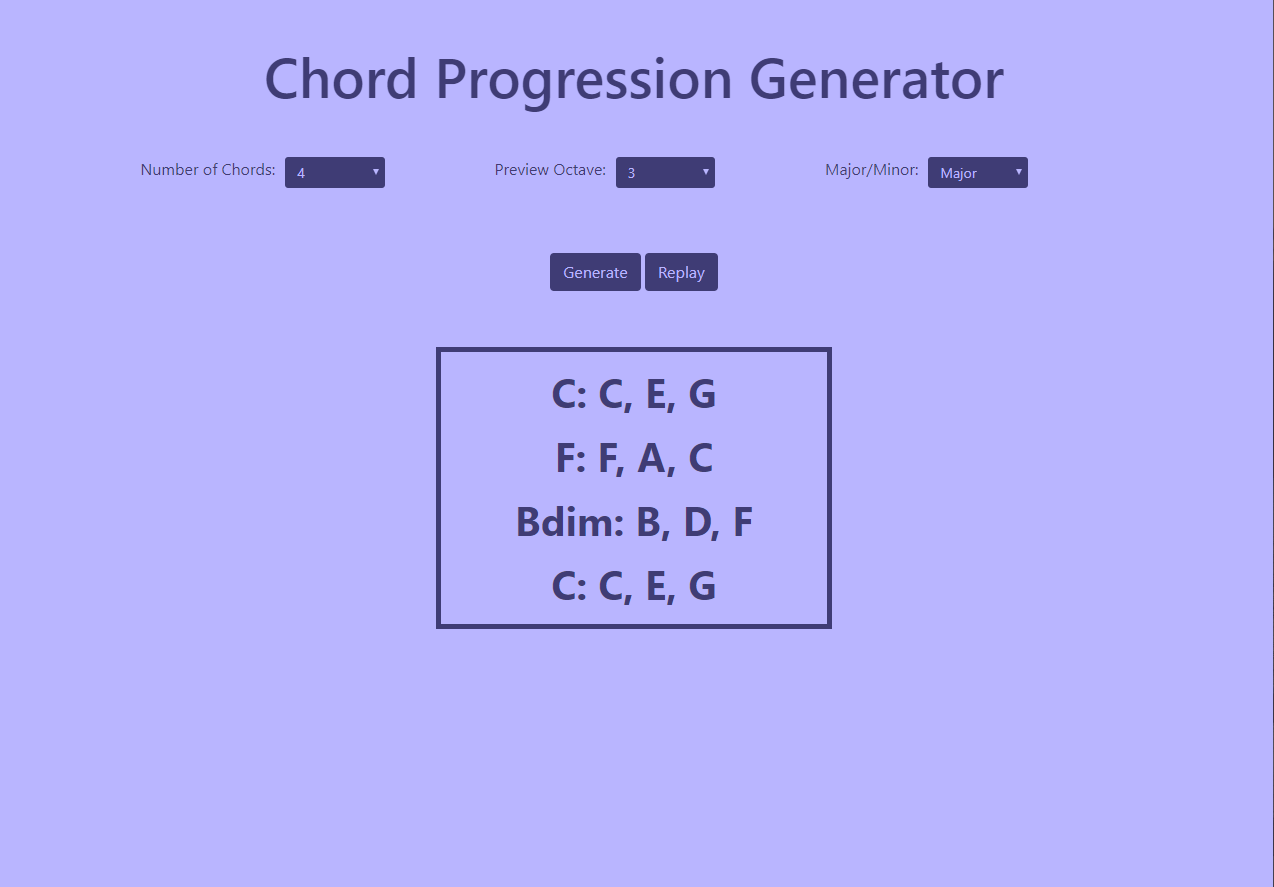 Chord Progression Generator
Number of Chords: 4 Preview Octave: 3 Major/Minor: Major
Generate Replay
C: C, E, G
F: F, A, C
Bdim: B, D, F
C: C, E, G